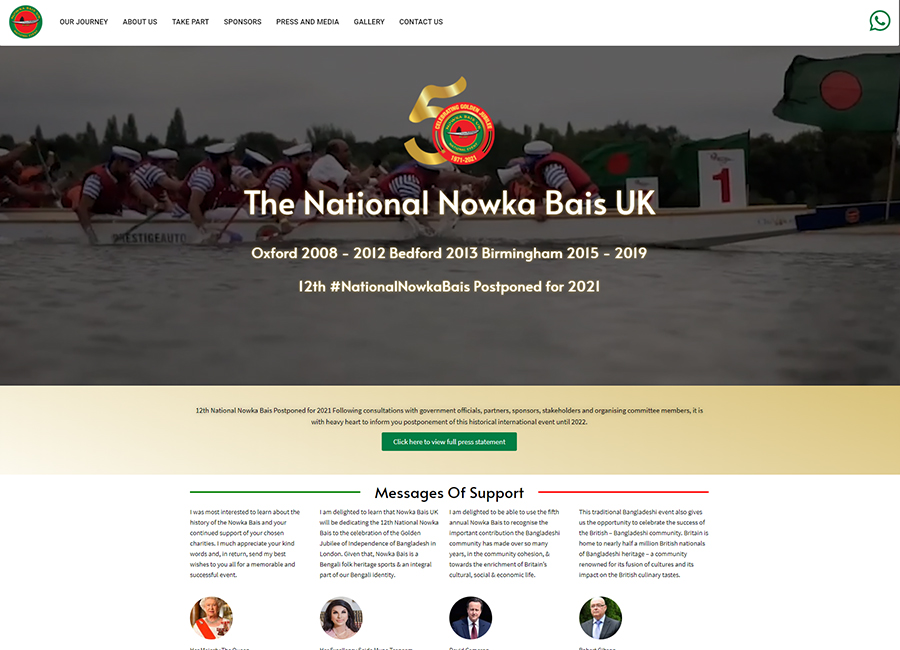 OUR JOURNEY ABOUT US TAKE PART SPONSORS PRESS AND MEDIA GALLERY CONTACT US
50
CELEBRATING GOLDEN JUBILEE
NOWKA BAIS UK
1971-2021
1
The National Nowka Bais UK
PRESTIGEAUTO
Oxford 2008 - 2012 Bedford 2013 Birmingham 2015 - 2019
12th #NationalNowkaBais Postponed for 2021
12th National Nowka Bais Postponed for 2021 Following consultations with government officials, partners, sponsors, stakeholders and organising committee members, it is
with heavy heart to inform you postponement of this historical international event until 2022.
Click here to view full press statement
Messages Of Support
I was most interested to learn about the
history of the Nowka Bais and your
continued support of your chosen
charities. I much appreciate your kind
words and, in return, send my best
wishes to you all for a memorable and
successful event.
I am delighted to learn that Nowka Bais UK
will be dedicating the 12th National Nowka
Bais to the celebration of the Golden
Jubilee of Independence of Bangladesh in
London. Given that, Nowka Bais is a
Bengali folk heritage sports & an integral
part of our Bengali identity.
I am delighted to be able to use the fifth
annual Nowka Bais to recognise the
important contribution the Bangladeshi
community has made over so many
years, in the community cohesion, &
towards the enrichment of Britain's
cultural, social & economic life.
This traditional Bangladeshi event also gives
us the opportunity to celebrate the success of
the British – Bangladeshi community. Britain is
home to nearly half a million British nationals
of Bangladeshi heritage – a community
renowned for its fusion of cultures and its
impact on the British culinary tastes.